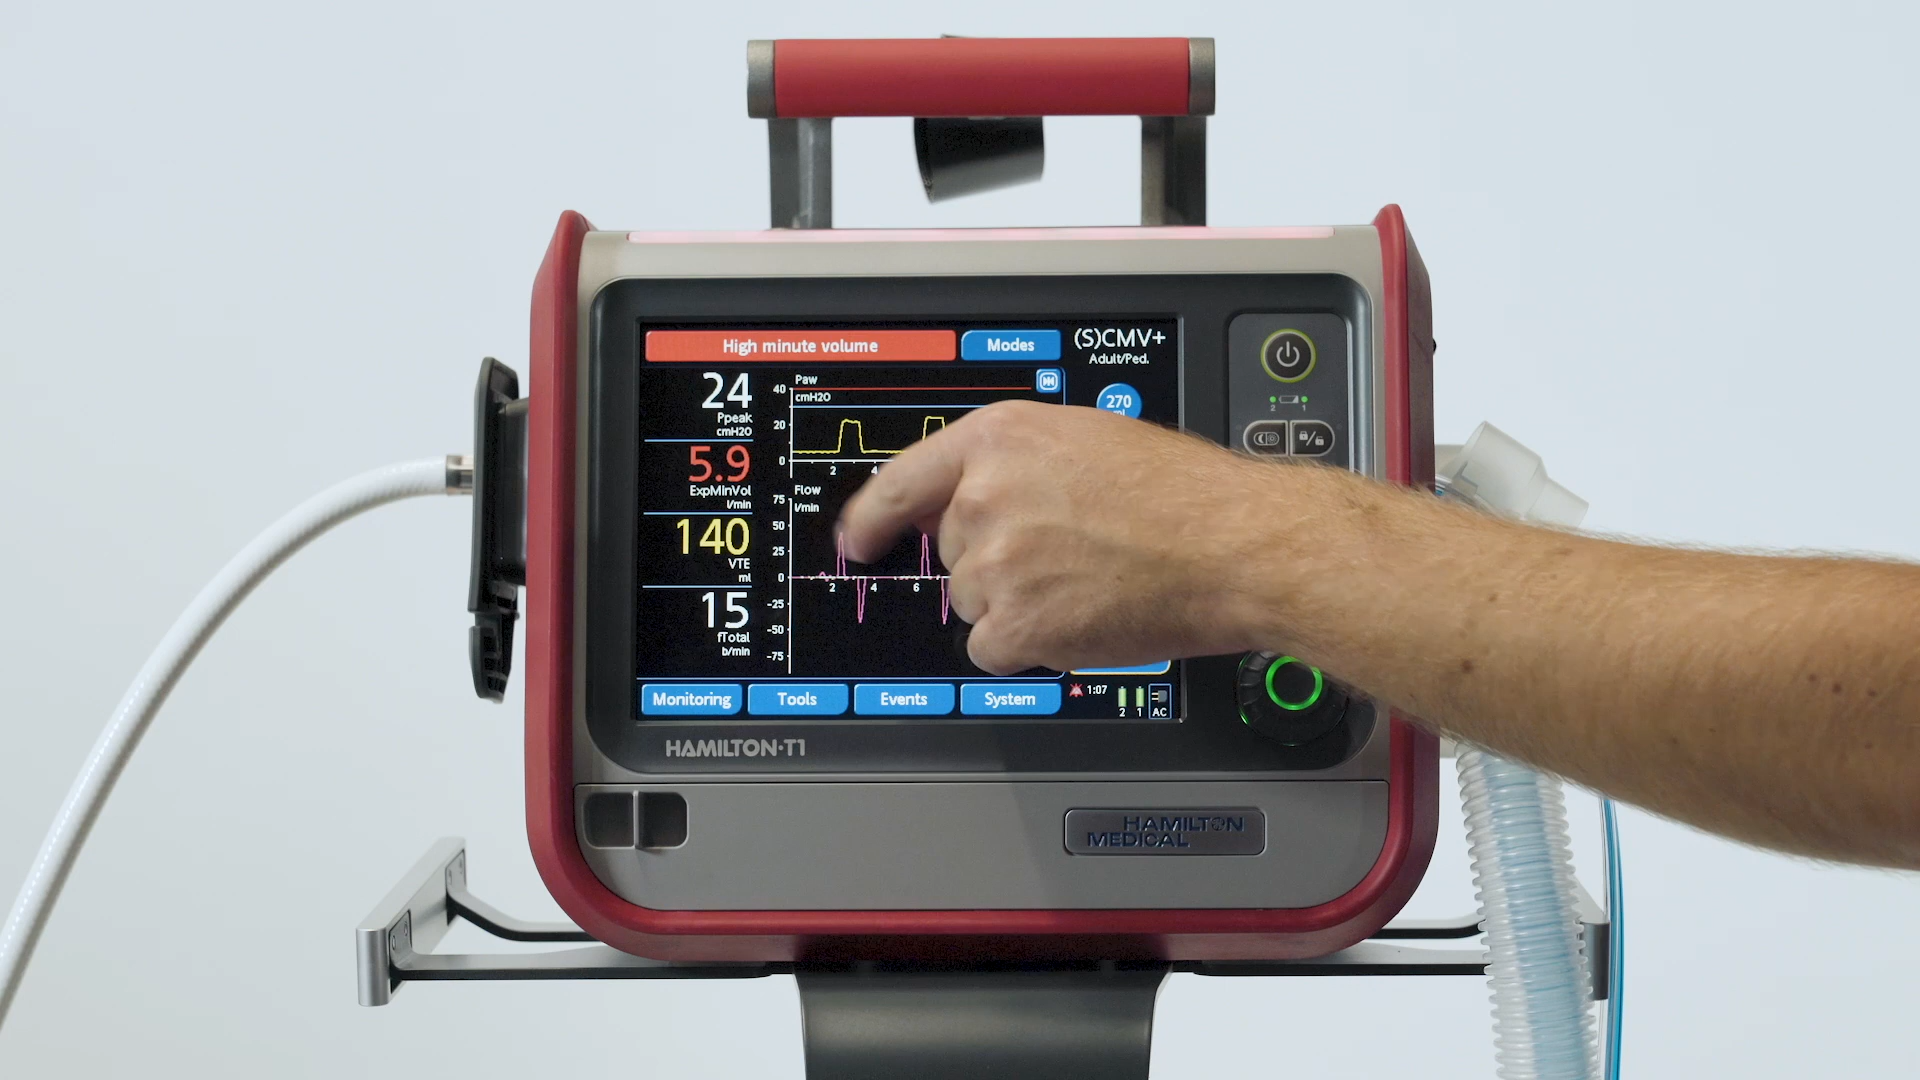 High minute volume
Modes
(S)CMV+
Adult/Ped.
24
Ppeak
cmH2O
5.9
ExpMinVol
l/min
140
VTE
ml
15
fTotal
b/min
Paw
cmH2O
40
20
0
2
4
270
Flow
l/min
75
50
25
0
-25
-50
-75
2
4
6
Monitoring
Tools
Events
System
1:07
2
1
AC
2
1
HAMILTON·T1
HAMILTON
MEDICAL